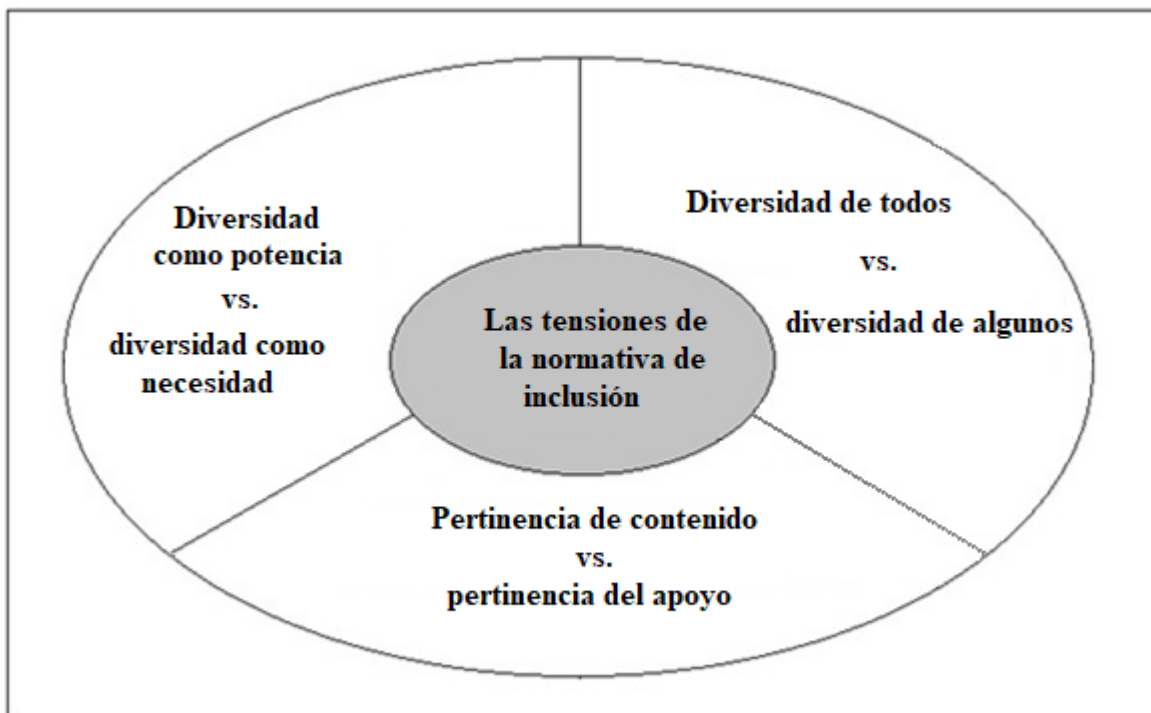 Diversidad
como potencia
vs.
diversidad como
necesidad
Diversidad de todos
vs.
diversidad de algunos
Las tensiones de
la normativa de
inclusión
Pertinencia de contenido
vs.
pertinencia del apoyo